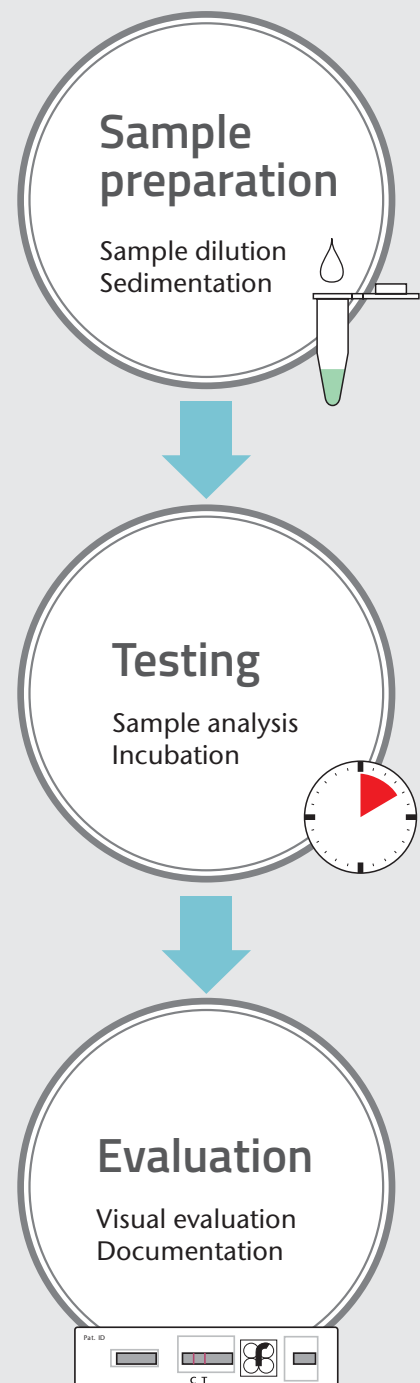 Sample
preparation
Sample dilution
Sedimentation
Testing
Sample analysis
Incubation
Evaluation
Visual evaluation
Documentation
Pat. ID
f
C T